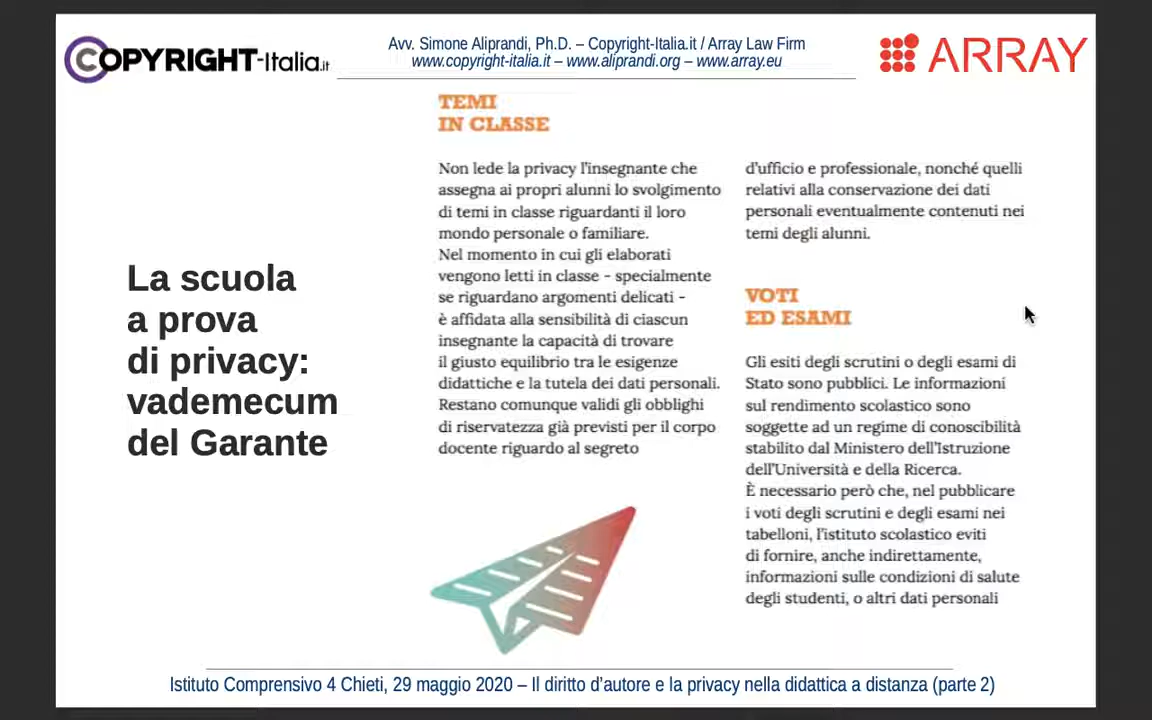 COPYRIGHT-Italia.it
Avv. Simone Aliprandi, Ph.D. – Copyright-Italia.it / Array Law Firm
www.copyright-italia.it – www.aliprandi.org – www.array.eu
ARRAY
La scuola
a prova
di privacy:
vademecum
del Garante
TEMI
IN CLASSE
Non lede la privacy l'insegnante che
assegna ai propri alunni lo svolgimento
di temi in classe riguardanti il loro
mondo personale o familiare.
Nel momento in cui gli elaborati
vengono letti in classe - specialmente
se riguardano argomenti delicati -
è affidata alla sensibilità di ciascun
insegnante la capacità di trovare
il giusto equilibrio tra le esigenze
didattiche e la tutela dei dati personali.
Restano comunque validi gli obblighi
di riservatezza già previsti per il corpo
docente riguardo al segreto
d'ufficio e professionale, nonché quelli
relativi alla conservazione dei dati
personali eventualmente contenuti nei
temi degli alunni.
VOTI
ED ESAMI
Gli esiti degli scrutini o degli esami di
Stato sono pubblici. Le informazioni
sul rendimento scolastico sono
soggette ad un regime di conoscibilità
stabilito dal Ministero dell'Istruzione
dell'Università e della Ricerca.
È necessario però che, nel pubblicare
i voti degli scrutini e degli esami nei
tabelloni, l'istituto scolastico eviti
di fornire, anche indirettamente,
informazioni sulle condizioni di salute
degli studenti, o altri dati personali
Istituto Comprensivo 4 Chieti, 29 maggio 2020 – Il diritto d'autore e la privacy nella didattica a distanza (parte 2)